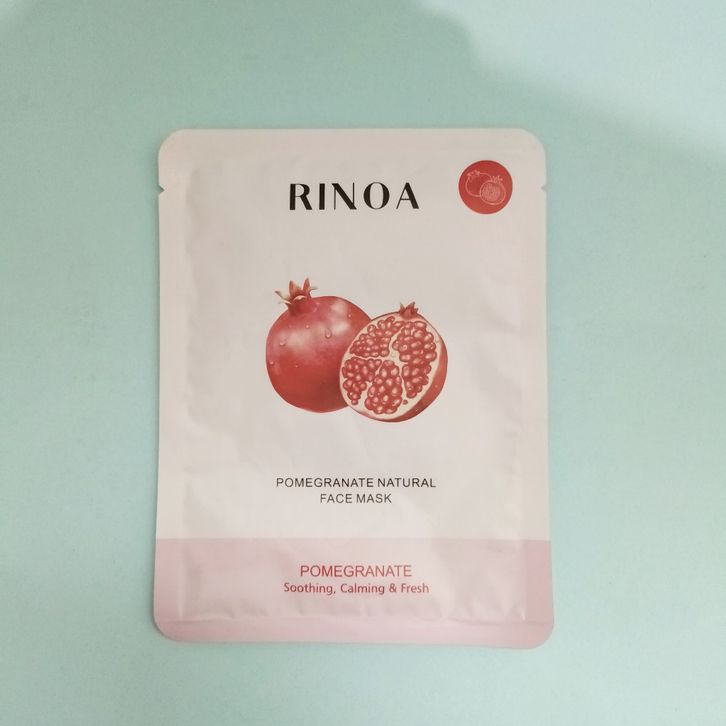 RINOA
POMEGRANATE NATURAL
FACE MASK
POMEGRANATE
Soothing, Calming & Fresh